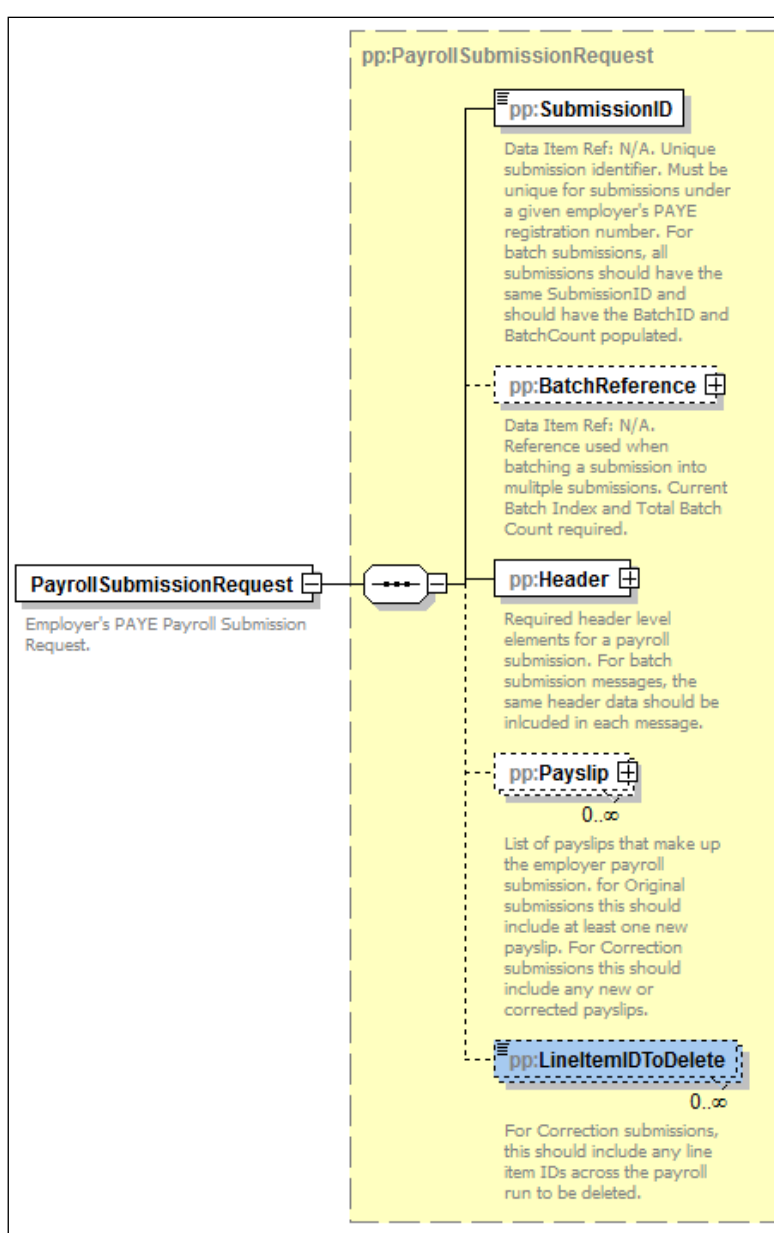 pp:PayrollSubmissionRequest
pp:SubmissionID
Data Item Ref: N/A. Unique
submission identifier. Must be
unique for submissions under
a given employer's PAYE
registration number. For
batch submissions, all
submissions should have the
same SubmissionID and
should have the BatchID and
BatchCount populated.
pp:BatchReference
Data Item Ref: N/A.
Reference used when
batching a submission into
mulitple submissions. Current
Batch Index and Total Batch
Count required.
PayrollSubmissionRequest
Employer's PAYE Payroll Submission
Request.
pp:Header
Required header level
elements for a payroll
submission. For batch
submission messages, the
same header data should be
inlcuded in each message.
pp:Payslip
0..∞
List of payslips that make up
the employer payroll
submission. for Original
submissions this should
include at least one new
payslip. For Correction
submissions this should
include any new or
corrected payslips.
pp:LineItemIDToDelete
0..∞
For Correction submissions,
this should include any line
item IDs across the payroll
run to be deleted.